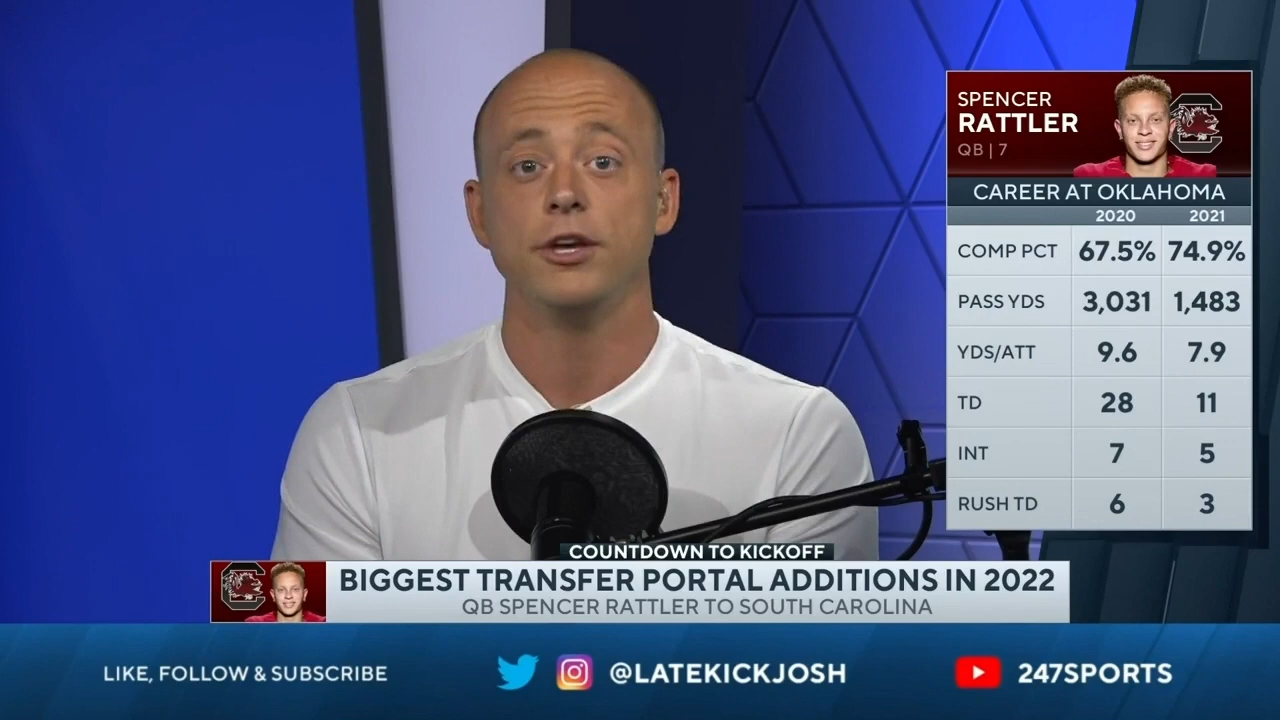 SPENCER
RATTLER
QB | 7
CAREER AT OKLAHOMA
2020 2021
COMP PCT 67.5% 74.9%
PASS YDS 3,031 1,483
YDS/ATT 9.6 7.9
TD 28 11
INT 7 5
RUSH TD 6 3
COUNTDOWN TO KICKOFF
BIGGEST TRANSFER PORTAL ADDITIONS IN 2022
QB SPENCER RATTLER TO SOUTH CAROLINA
LIKE, FOLLOW & SUBSCRIBE @LATEKICKJOSH 247SPORTS